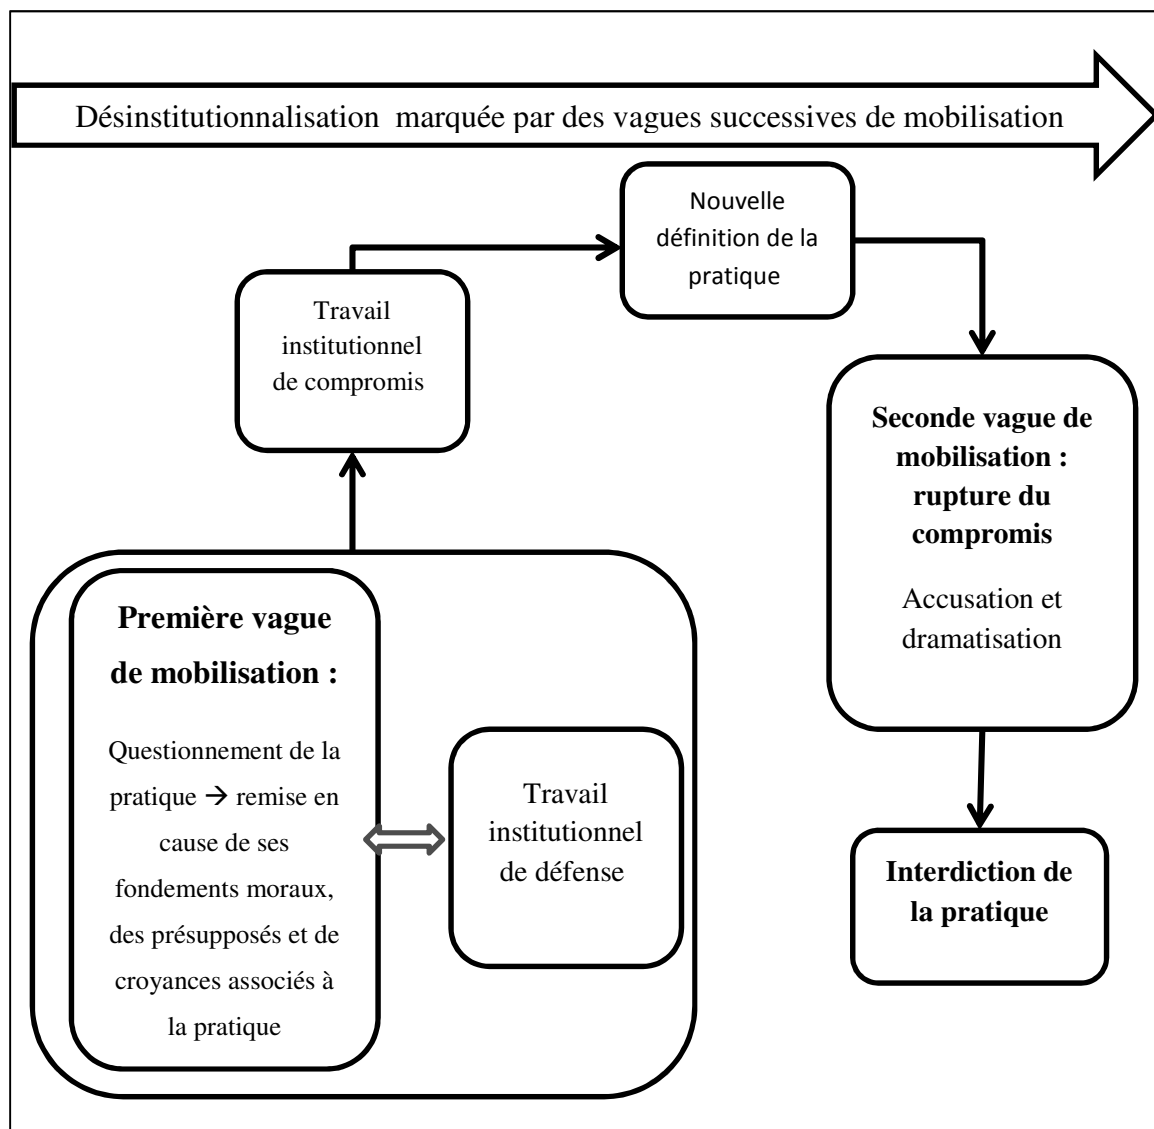 Désinstitutionnalisation marquée par des vagues successives de mobilisation
Nouvelle
définition de la
pratique
Travail
institutionnel
de compromis
Seconde vague de
mobilisation :
rupture du
compromis
Accusation et
dramatisation
Première vague
de mobilisation :
Questionnement de la
pratique → remise en
cause de ses
fondements moraux,
des présupposés et de
croyances associés à
la pratique
Travail
institutionnel
de défense
Interdiction de
la pratique